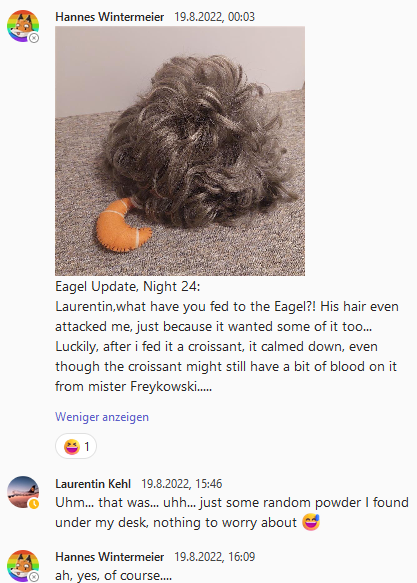 Hannes Wintermeier 19.8.2022, 00:03
Eagel Update, Night 24:
Laurentin,what have you fed to the Eagel?! His hair even
attacked me, just because it wanted some of it too...
Luckily, after i fed it a croissant, it calmed down, even
though the croissant might still have a bit of blood on it
from mister Freykowski.....
Weniger anzeigen
😆 1
Laurentin Kehl 19.8.2022, 15:46
Uhm... that was... uhh... just some random powder I found
under my desk, nothing to worry about 😅
Hannes Wintermeier 19.8.2022, 16:09
ah, yes, of course....